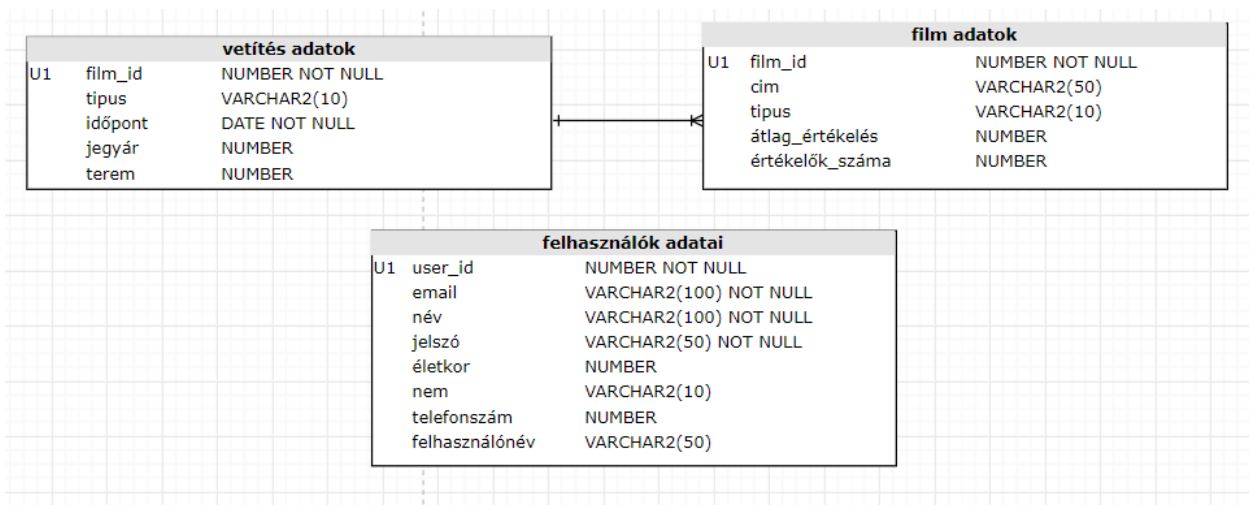 vetítés adatok
U1 film_id NUMBER NOT NULL
tipus VARCHAR2(10)
időpont DATE NOT NULL
jegyár NUMBER
terem NUMBER
film adatok
U1 film_id NUMBER NOT NULL
cim VARCHAR2(50)
tipus VARCHAR2(10)
átlag_értékelés NUMBER
értékelők_száma NUMBER
felhasználók adatai
U1 user_id NUMBER NOT NULL
email VARCHAR2(100) NOT NULL
név VARCHAR2(100) NOT NULL
jelszó VARCHAR2(50) NOT NULL
életkor NUMBER
nem VARCHAR2(10)
telefonszám NUMBER
felhasználónév VARCHAR2(50)